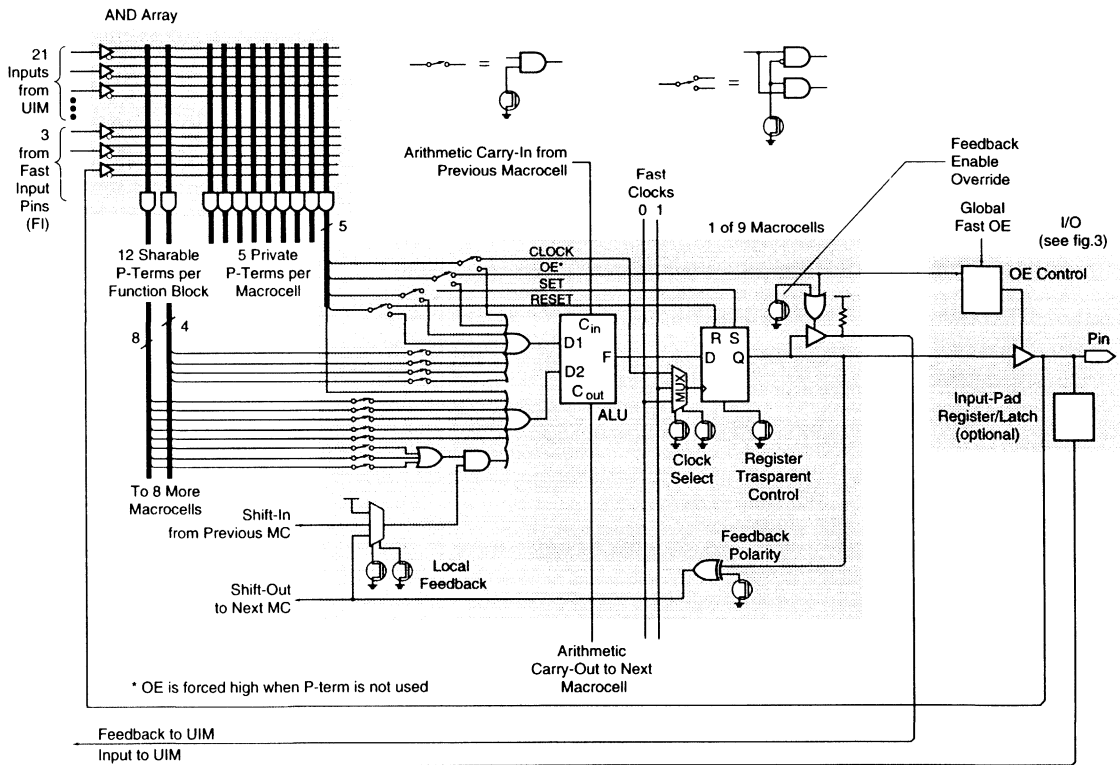 AND Array
21
Inputs
from
UIM
3
from
Fast
Input
Pins
(FI)
=
=
Arithmetic Carry-In from
Previous Macrocell
Fast
Clocks
0 1
Feedback
Enable
Override
Global
Fast OE
I/O
(see fig.3)
1 of 9 Macrocells
5
12 Sharable
P-Terms per
Function Block
5 Private
P-Terms per
Macrocell
CLOCK
OE*
SET
RESET
OE Control
8
4
Cin
D1
D2
F
Cout
ALU
R S
D Q
MUX
Pin
Input-Pad
Register/Latch
(optional)
Clock
Select
Register
Trasparent
Control
To 8 More
Macrocells
Shift-In
from Previous MC
Local
Feedback
Feedback
Polarity
Shift-Out
to Next MC
Arithmetic
Carry-Out to Next
Macrocell
* OE is forced high when P-term is not used
Feedback to UIM
Input to UIM